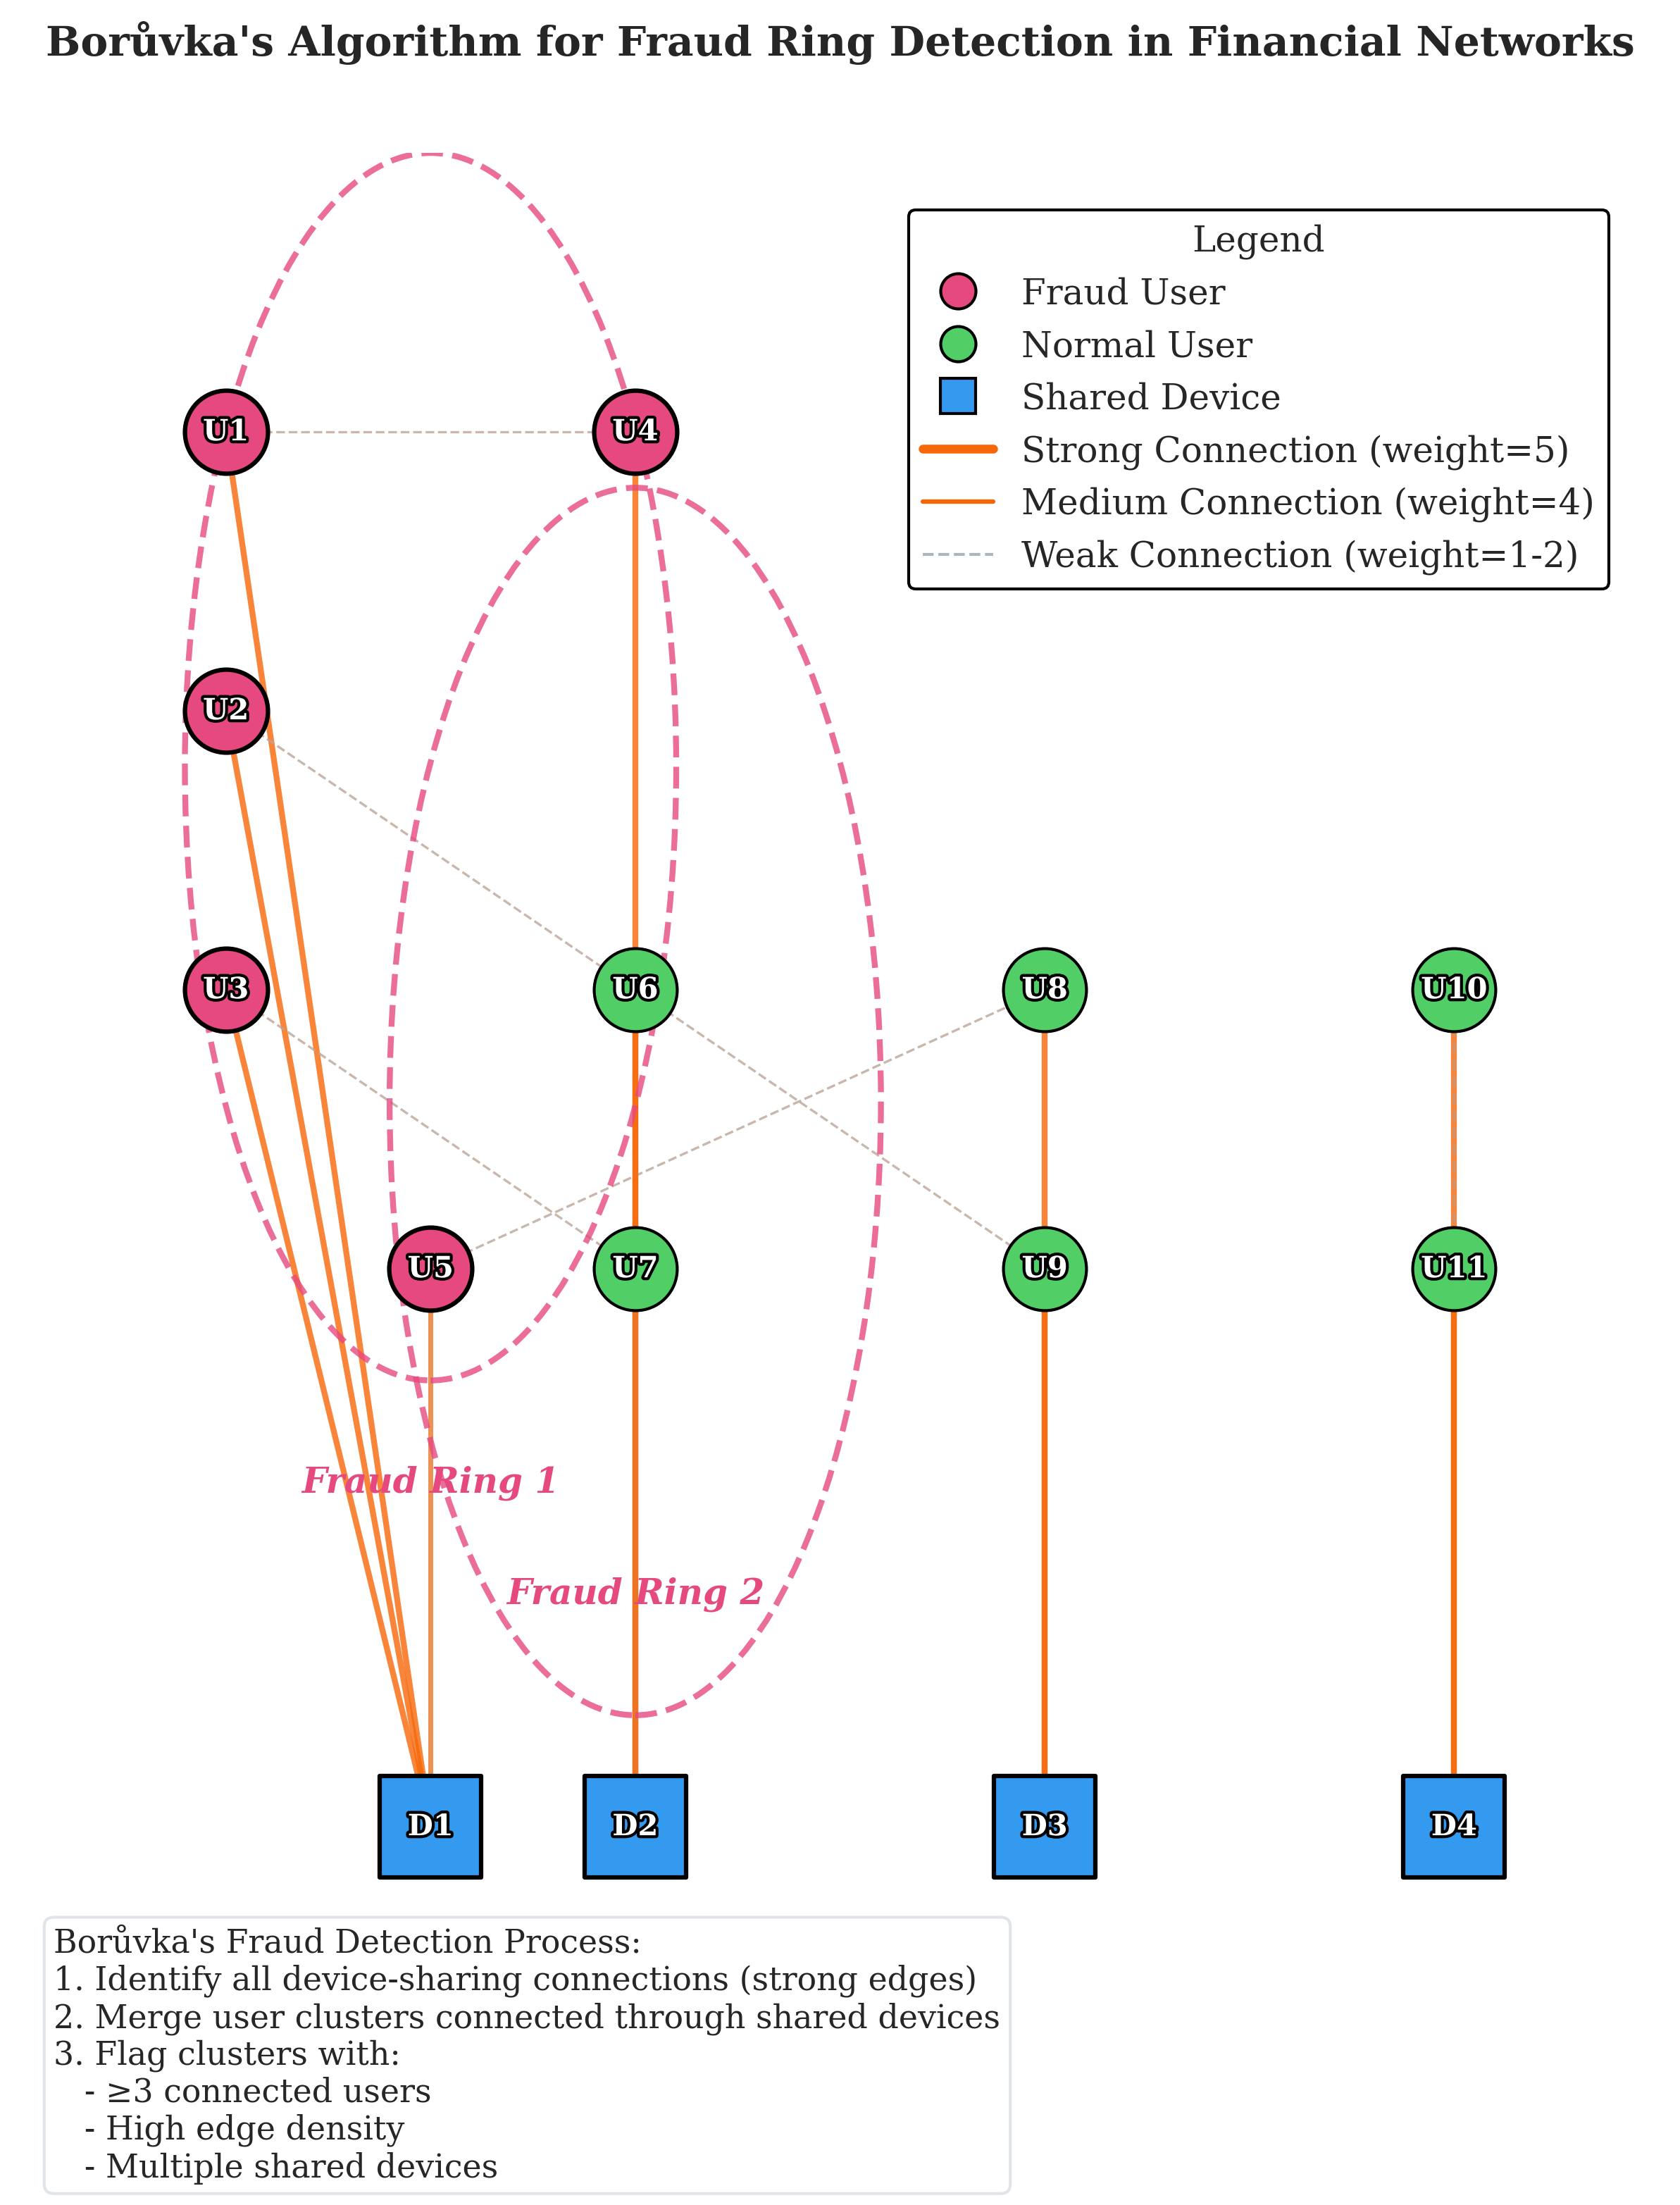 Borůvka's Algorithm for Fraud Ring Detection in Financial Networks
Legend
Fraud User
Normal User
Shared Device
Strong Connection (weight=5)
Medium Connection (weight=4)
Weak Connection (weight=1-2)
U1
U4
U2
U3
U6
U8
U10
U5
U7
U9
U11
Fraud Ring 1
Fraud Ring 2
D1
D2
D3
D4
Borůvka's Fraud Detection Process:
1. Identify all device-sharing connections (strong edges)
2. Merge user clusters connected through shared devices
3. Flag clusters with:
- ≥3 connected users
- High edge density
- Multiple shared devices